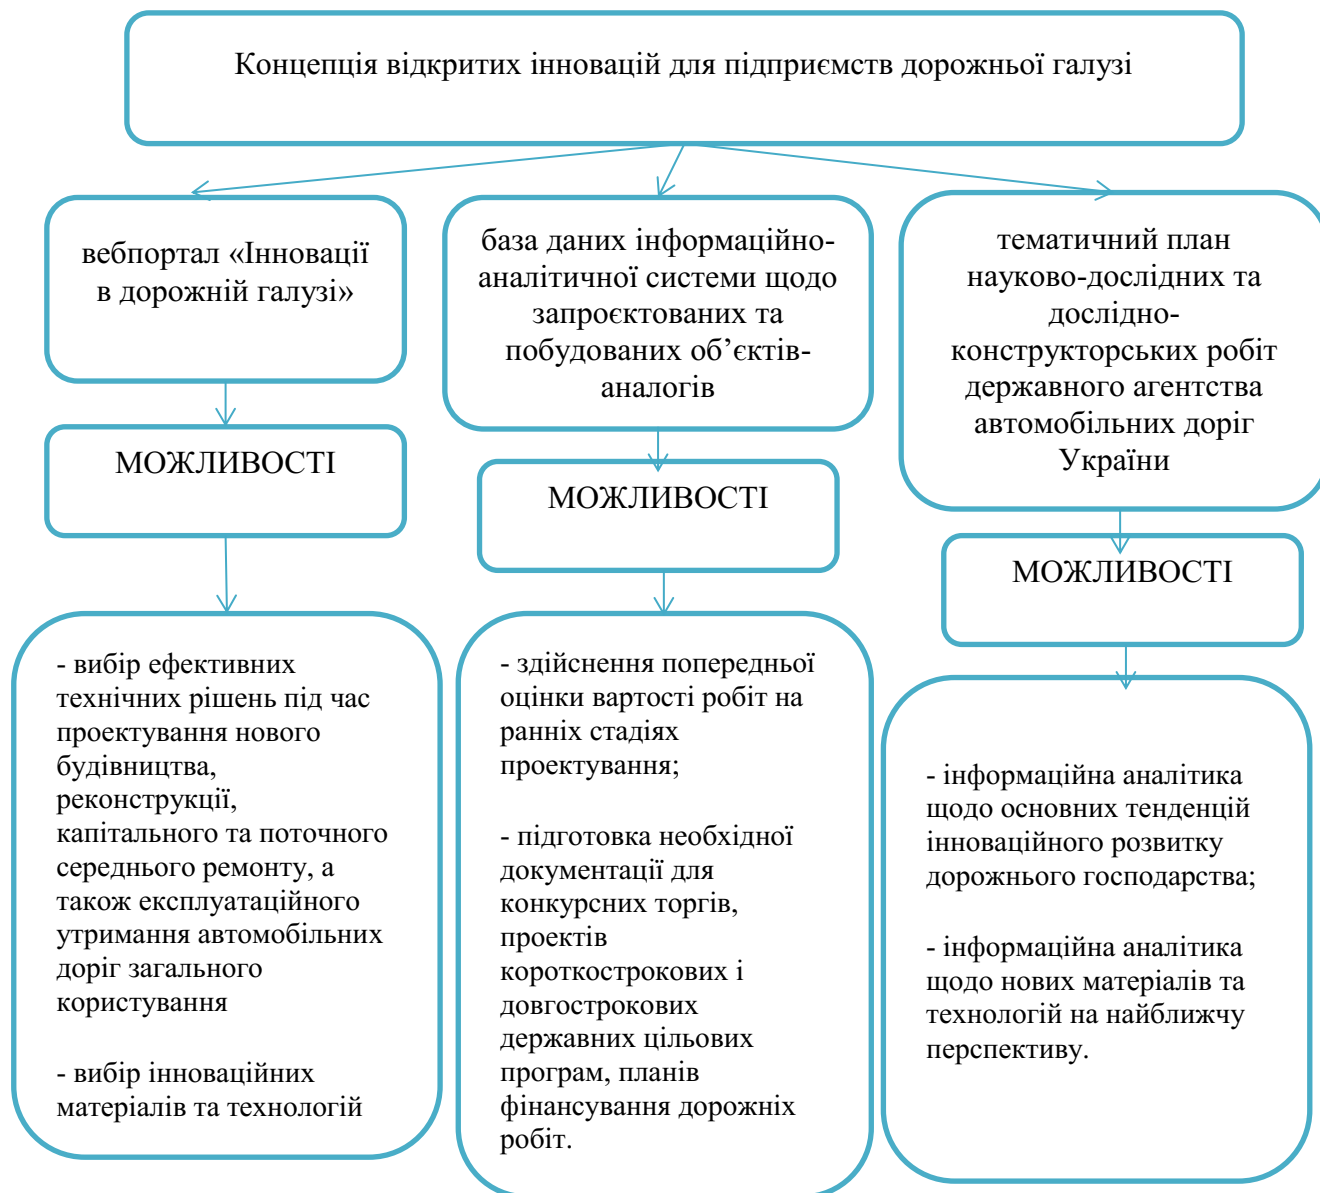 Концепція відкритих інновацій для підприємств дорожньої галузі
вебпортал «Інновації
в дорожній галузі»
МОЖЛИВОСТІ
- вибір ефективних
технічних рішень під час
проектування нового
будівництва,
реконструкції,
капітального та поточного
середнього ремонту, а
також експлуатаційного
утримання автомобільних
доріг загального
користування
- вибір інноваційних
матеріалів та технологій
база даних інформаційно-
аналітичної системи щодо
запроєктованих та
побудованих об’єктів-
аналогів
МОЖЛИВОСТІ
- здійснення попередньої
оцінки вартості робіт на
ранніх стадіях
проектування;
- підготовка необхідної
документації для
конкурсних торгів,
проектів
короткострокових і
довгострокових
державних цільових
програм, планів
фінансування дорожніх
робіт.
тематичний план
науково-дослідних та
дослідно-
конструкторських робіт
державного агентства
автомобільних доріг
України
МОЖЛИВОСТІ
- інформаційна аналітика
щодо основних тенденцій
інноваційного розвитку
дорожнього господарства;
- інформаційна аналітика
щодо нових матеріалів та
технологій на найближчу
перспективу.